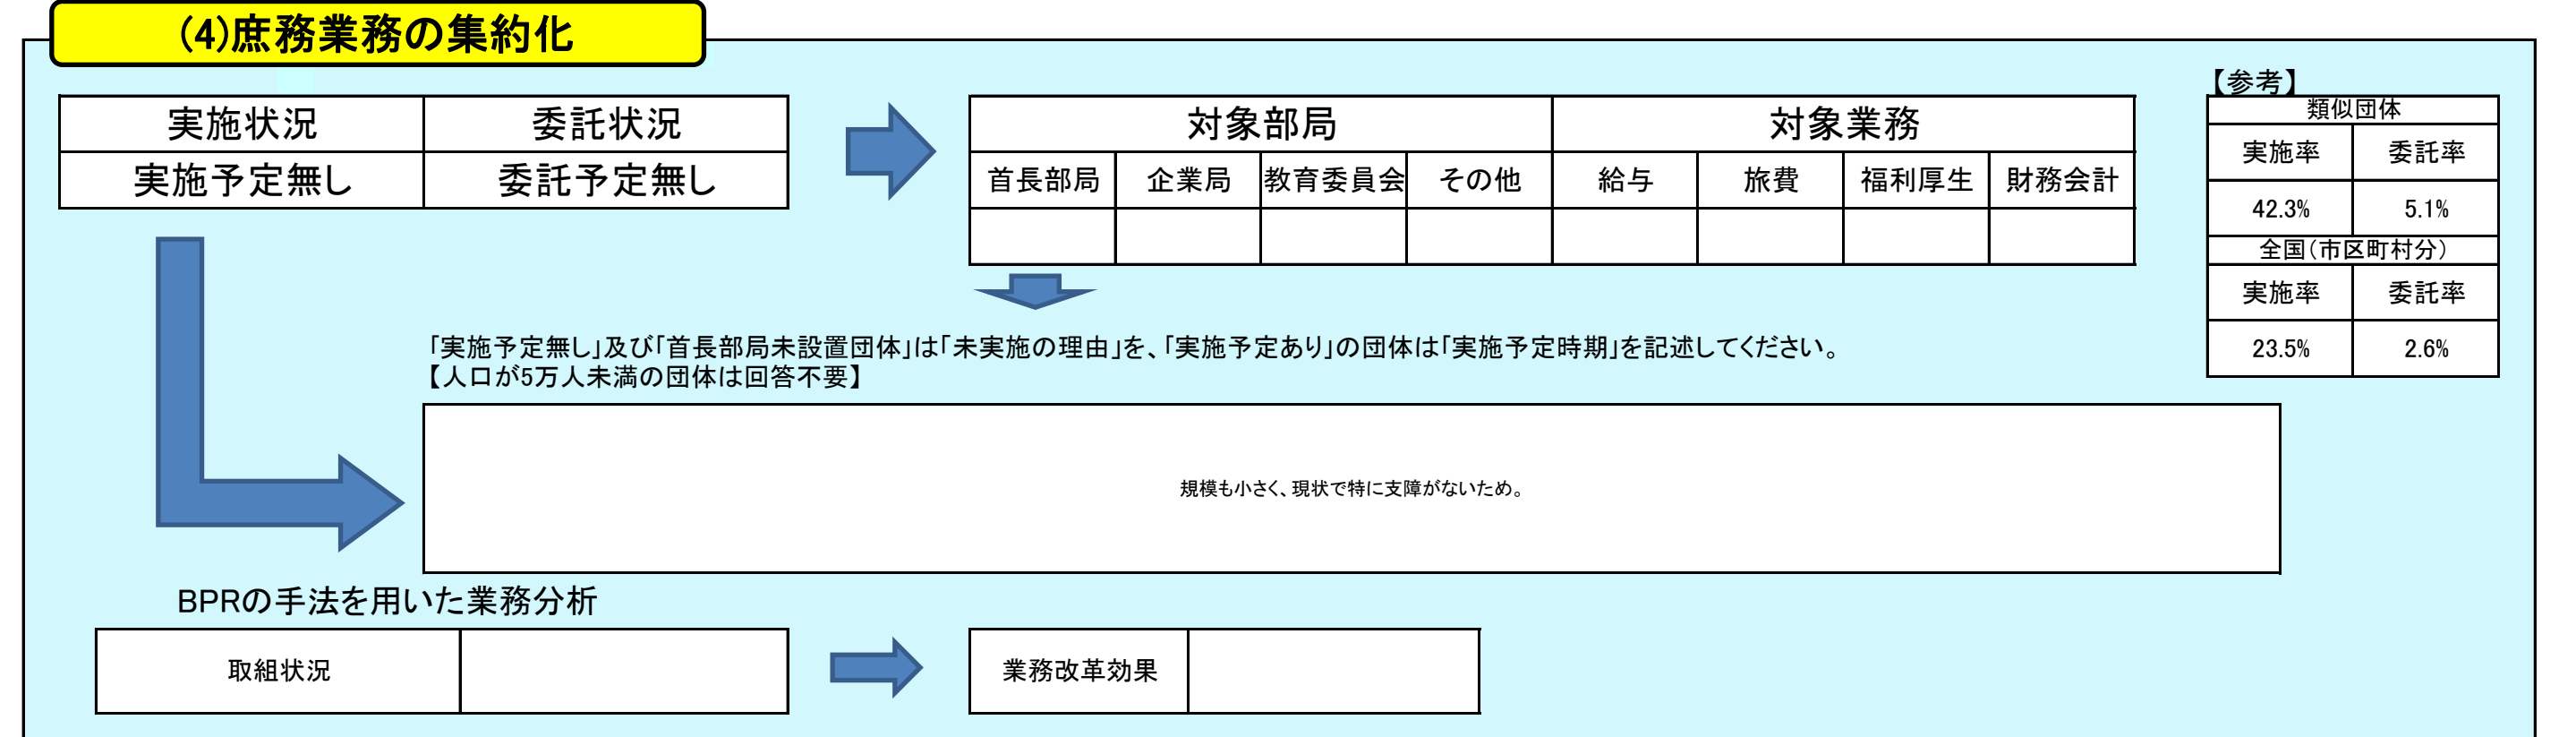 (4)庶務業務の集約化
実施状況 委託状況
実施予定無し 委託予定無し
対象部局 対象業務
首長部局 企業局 教育委員会 その他 給与 旅費 福利厚生 財務会計
【参考】
類似団体
実施率 委託率
42.3% 5.1%
全国(市区町村分)
実施率 委託率
23.5% 2.6%
「実施予定無し」及び「首長部局未設置団体」は「未実施の理由」を、「実施予定あり」の団体は「実施予定時期」を記述してください。
【人口が5万人未満の団体は回答不要】
規模も小さく、現状で特に支障がないため。
BPRの手法を用いた業務分析
取組状況
業務改革効果